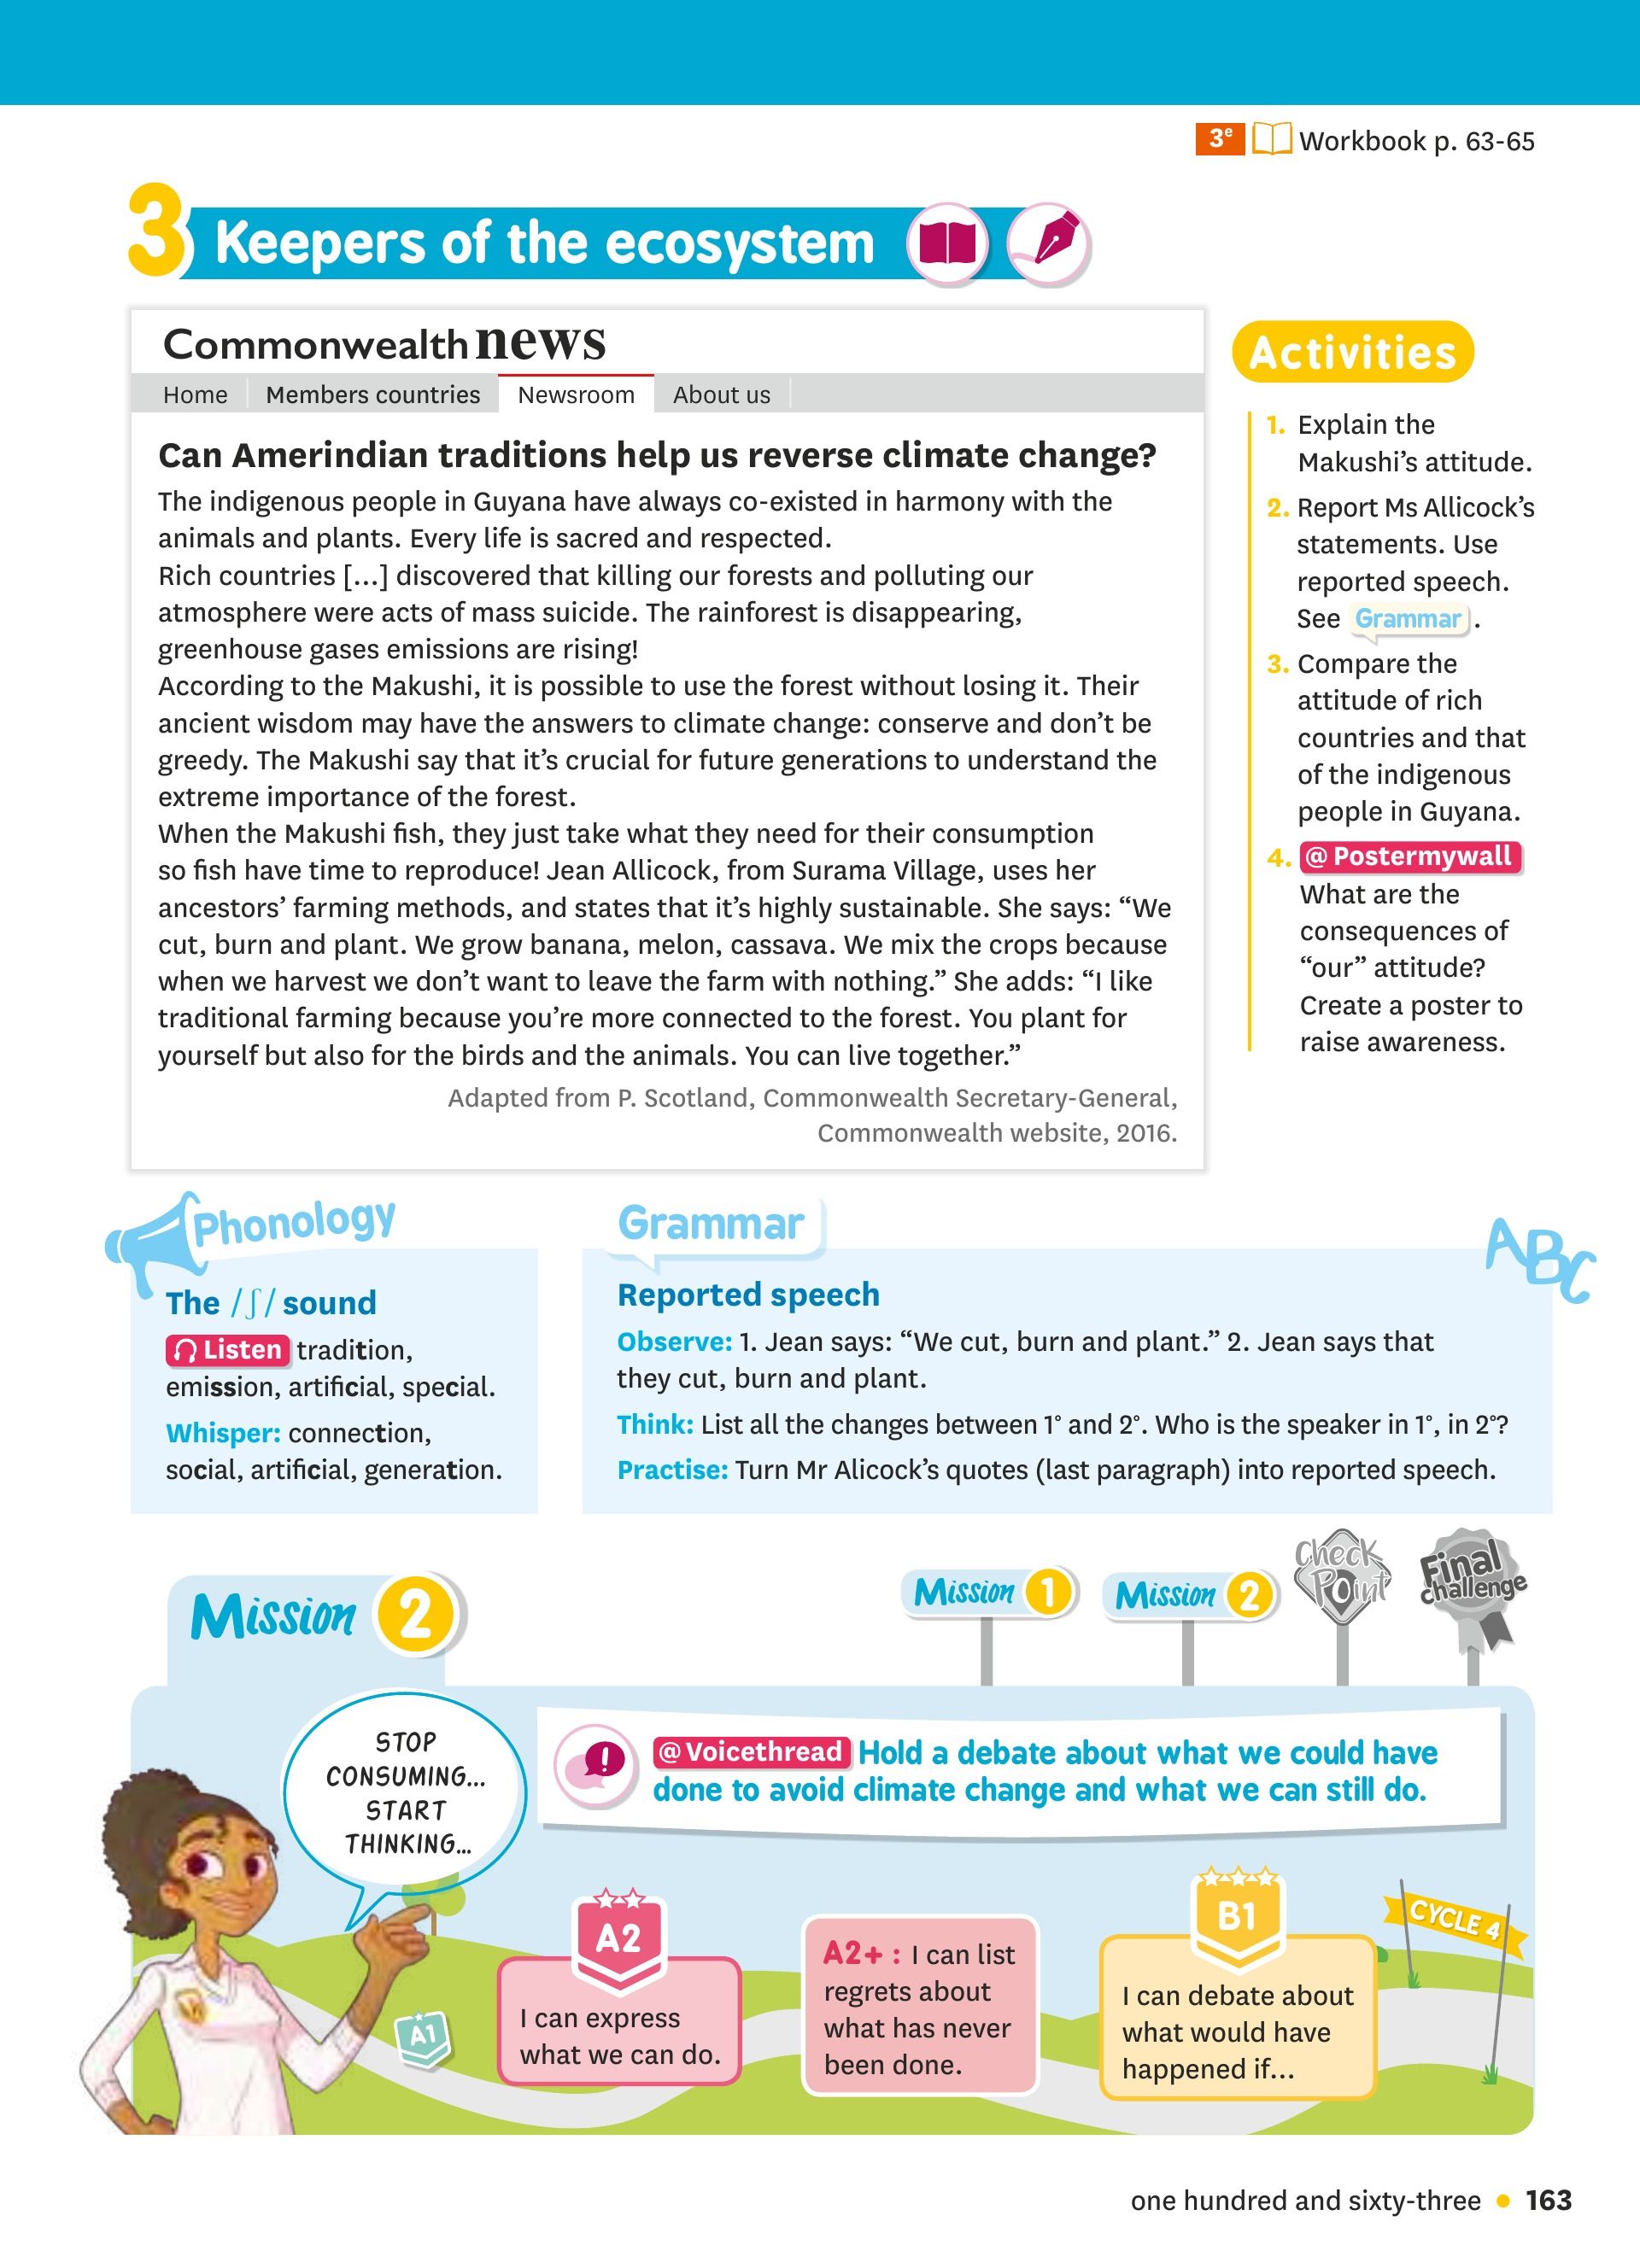 3e Workbook p. 63-65
3 Keepers of the ecosystem
Commonwealth news
Home Members countries Newsroom About us
Can Amerindian traditions help us reverse climate change?
The indigenous people in Guyana have always co-existed in harmony with the
animals and plants. Every life is sacred and respected.
Rich countries [...] discovered that killing our forests and polluting our
atmosphere were acts of mass suicide. The rainforest is disappearing,
greenhouse gases emissions are rising!
According to the Makushi, it is possible to use the forest without losing it. Their
ancient wisdom may have the answers to climate change: conserve and don't be
greedy. The Makushi say that it's crucial for future generations to understand the
extreme importance of the forest.
When the Makushi fish, they just take what they need for their consumption
so fish have time to reproduce! Jean Allicock, from Surama Village, uses her
ancestors' farming methods, and states that it's highly sustainable. She says: “We
cut, burn and plant. We grow banana, melon, cassava. We mix the crops because
when we harvest we don't want to leave the farm with nothing.” She adds: “I like
traditional farming because you're more connected to the forest. You plant for
yourself but also for the birds and the animals. You can live together.”
Adapted from P. Scotland, Commonwealth Secretary-General,
Commonwealth website, 2016.
Activities
1. Explain the
Makushi's attitude.
2. Report Ms Allicock's
statements. Use
reported speech.
See Grammar.
3. Compare the
attitude of rich
countries and that
of the indigenous
people in Guyana.
4. @ Postermywall
What are the
consequences of
“our” attitude?
Create a poster to
raise awareness.
Phonology
The /ʃ/ sound
Listen tradition,
emission, artificial, special.
Whisper: connection,
social, artificial, generation.
Grammar
ABC
Reported speech
Observe: 1. Jean says: “We cut, burn and plant.” 2. Jean says that
they cut, burn and plant.
Think: List all the changes between 1° and 2°. Who is the speaker in 1°, in 2°?
Practise: Turn Mr Alicock's quotes (last paragraph) into reported speech.
Mission 2
Mission 1
Mission 2
Check
Point
Final
challenge
STOP
CONSUMING...
START
THINKING...
@ Voicethread Hold a debate about what we could have
done to avoid climate change and what we can still do.
A1
A2
I can express
what we can do.
A2+ : I can list
regrets about
what has never
been done.
B1
I can debate about
what would have
happened if...
CYCLE 4
one hundred and sixty-three • 163